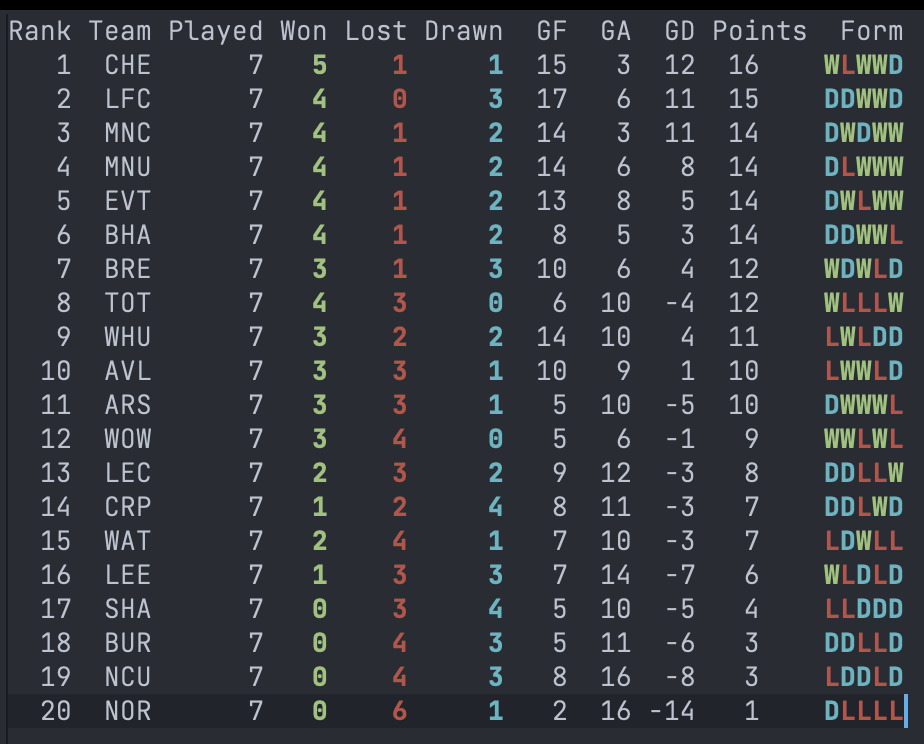 Rank Team Played Won Lost Drawn GF GA GD Points Form
1 CHE 7 5 1 1 15 3 12 16 WLWWD
2 LFC 7 4 0 3 17 6 11 15 DDWWD
3 MNC 7 4 1 2 14 3 11 14 DWDWW
4 MNU 7 4 1 2 14 6 8 14 DLWWW
5 EVT 7 4 1 2 13 8 5 14 DWLWW
6 BHA 7 4 1 2 8 5 3 14 DDWWL
7 BRE 7 3 1 3 10 6 4 12 WDWLD
8 TOT 7 4 3 0 6 10 -4 12 WLLLW
9 WHU 7 3 2 2 14 10 4 11 LWLDD
10 AVL 7 3 3 1 10 9 1 10 LWWLD
11 ARS 7 3 3 1 5 10 -5 10 DWWWL
12 WOW 7 3 4 0 5 6 -1 9 WWLWL
13 LEC 7 2 3 2 9 12 -3 8 DDLLW
14 CRP 7 1 2 4 8 11 -3 7 DDLWD
15 WAT 7 2 4 1 7 10 -3 7 LDWLL
16 LEE 7 1 3 3 7 14 -7 6 WLDLD
17 SHA 7 0 3 4 5 10 -5 4 LLDDD
18 BUR 7 0 4 3 5 11 -6 3 DDLLD
19 NCU 7 0 4 3 8 16 -8 3 LDDLD
20 NOR 7 0 6 1 2 16 -14 1 DLLLL